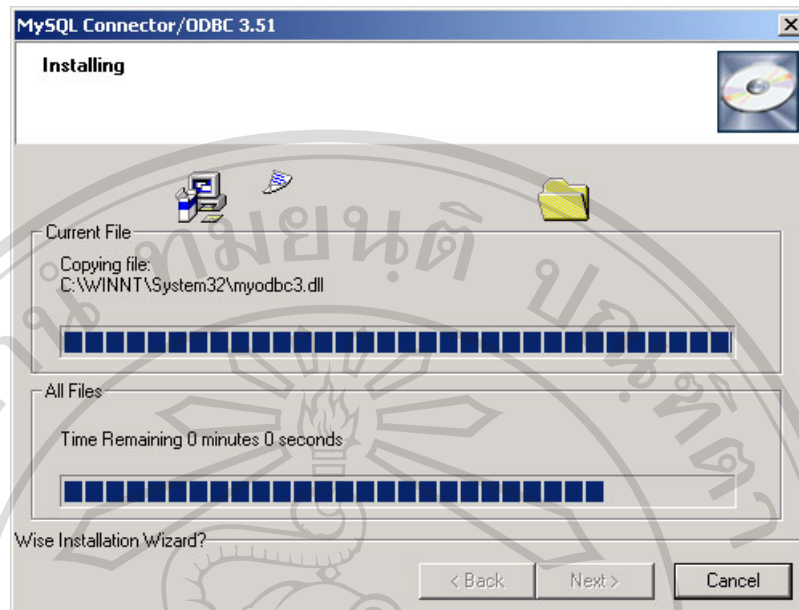 MySQL Connector/ODBC 3.51
Installing
Current File
Copying file:
C:\WINNT\System32\myodbc3.dll
All Files
Time Remaining 0 minutes 0 seconds
Wise Installation Wizard?
< Back
Next >
Cancel